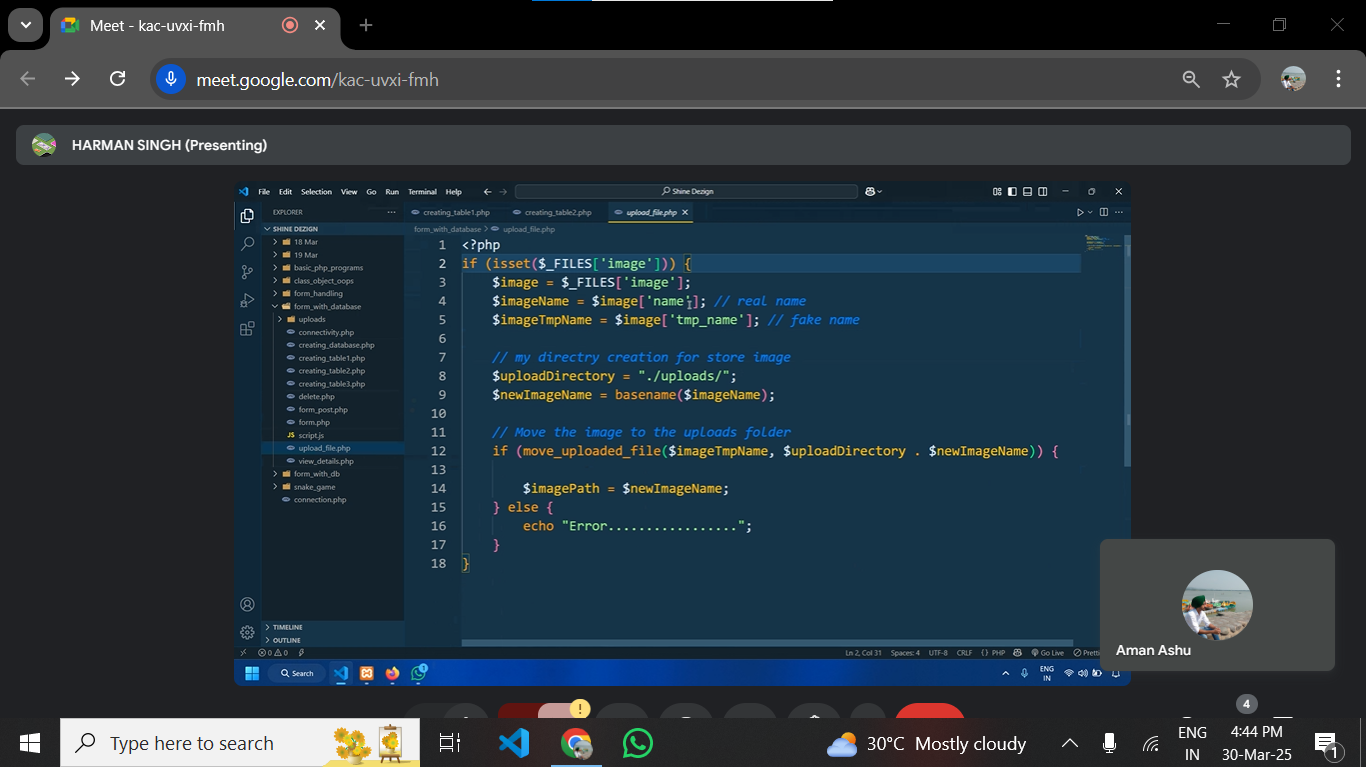 Meet - kac-uvxi-fmh
meet.google.com/kac-uvxi-fmh
HARMAN SINGH (Presenting)
File Edit Selection View Go Run Terminal Help
Shine Dezign
EXPLORER
creating_table1.php
creating_table2.php
upload_file.php
SHINE DEZIGN
18 Mar
19 Mar
basic_php_programs
class_object_oops
form_handling
form_with_database
uploads
connectivity.php
creating_database.php
creating_table1.php
creating_table2.php
creating_table3.php
delete.php
form_post.php
form.php
JS script.js
upload_file.php
view_details.php
form_with_db
snake_game
connection.php
TIMELINE
OUTLINE
form_with_database > upload_file.php
1 <?php
2 if (isset($_FILES['image'])) {
3 $image = $_FILES['image'];
4 $imageName = $image['name']; // real name
5 $imageTmpName = $image['tmp_name']; // fake name
6
7 // my directry creation for store image
8 $uploadDirectory = "./uploads/";
9 $newImageName = basename($imageName);
10
11 // Move the image to the uploads folder
12 if (move_uploaded_file($imageTmpName, $uploadDirectory . $newImageName)) {
13
14 $imagePath = $newImageName;
15 } else {
16 echo "Error.................";
17 }
18 }
0 0
Ln 2, Col 31 Spaces: 4 UTF-8 CRLF {} PHP Go Live Pretti
Search
1
ENG
IN
Aman Ashu
!
4
Type here to search
30°C Mostly cloudy
ENG
IN
4:44 PM
30-Mar-25
1